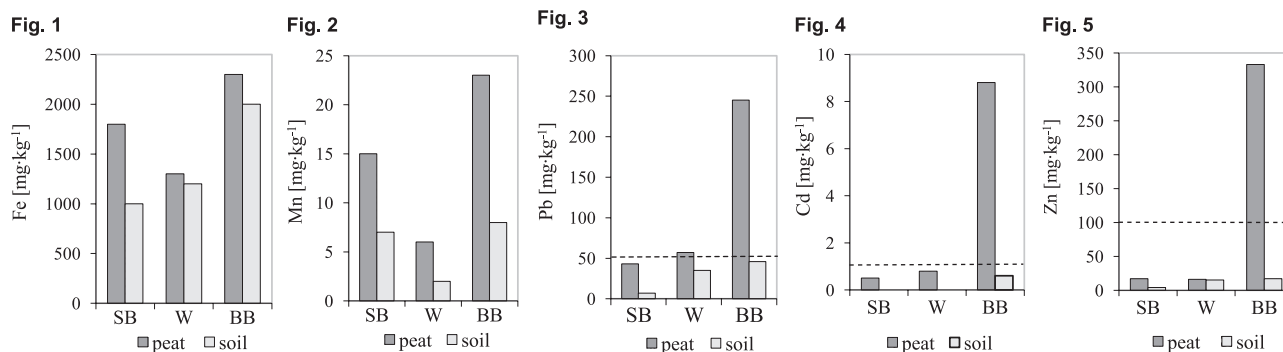 Fig. 1
Fe [mg·kg⁻¹]
2500
2000
1500
1000
500
0
SB W BB
peat soil
Fig. 2
Mn [mg·kg⁻¹]
25
20
15
10
5
0
SB W BB
peat soil
Fig. 3
Pb [mg·kg⁻¹]
300
250
200
150
100
50
0
SB W BB
peat soil
Fig. 4
Cd [mg·kg⁻¹]
10
8
6
4
2
0
SB W BB
peat soil
Fig. 5
Zn [mg·kg⁻¹]
350
300
250
200
150
100
50
0
SB W BB
peat soil